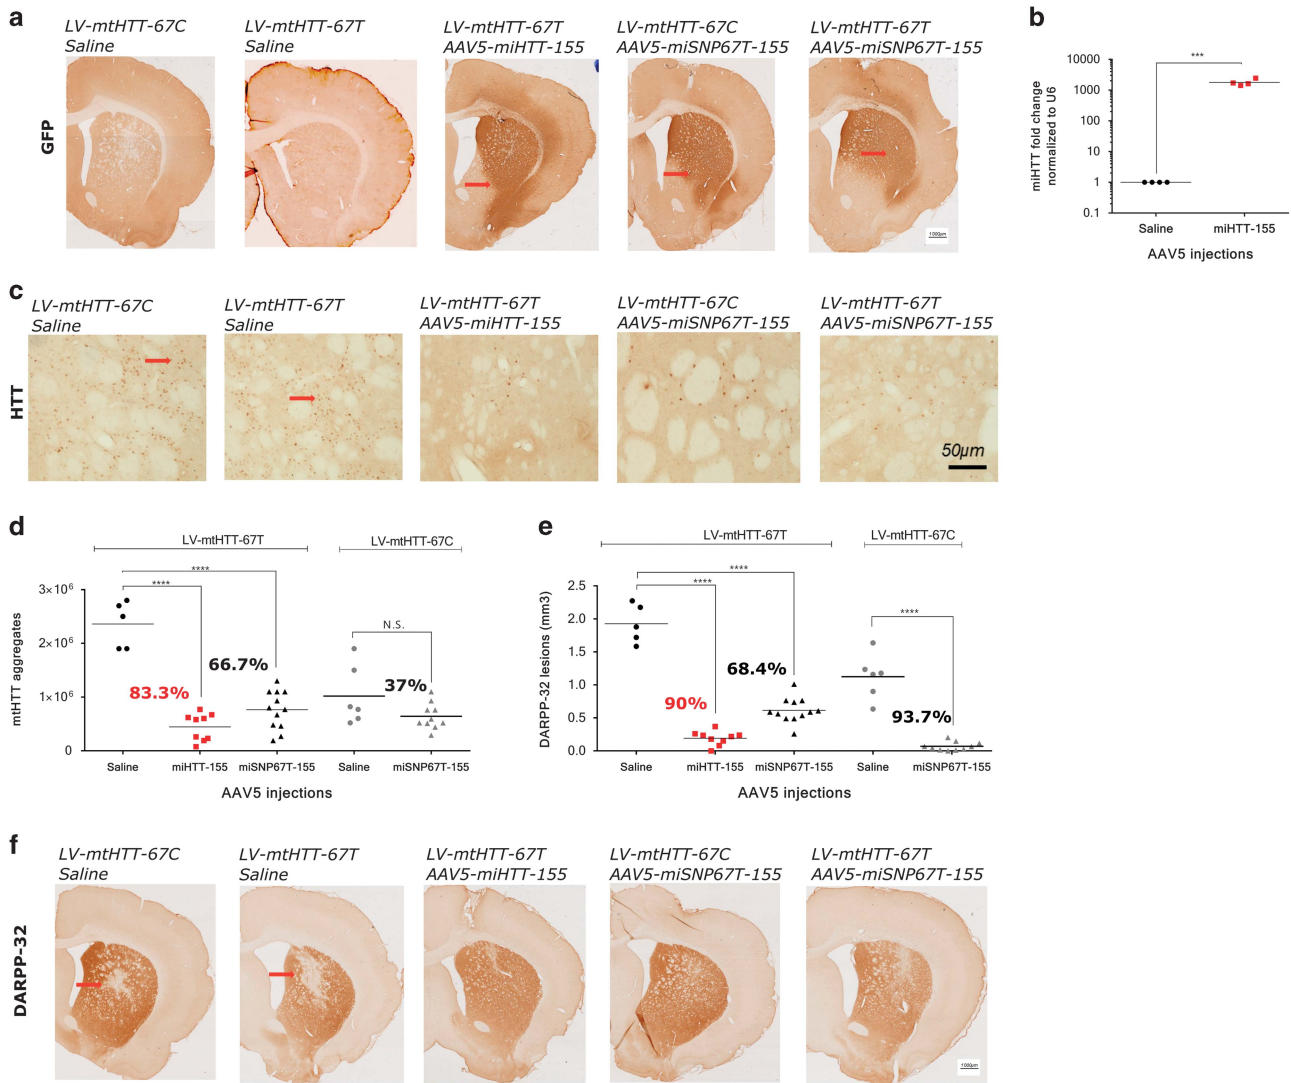 a
LV-mtHTT-67C
Saline
LV-mtHTT-67T
Saline
LV-mtHTT-67T
AAV5-miHTT-155
LV-mtHTT-67C
AAV5-miSNP67T-155
LV-mtHTT-67T
AAV5-miSNP67T-155
GFP
1000µm
b
miHTT fold change
normalized to U6
10000
1000
100
10
1
0.1
***
Saline
miHTT-155
AAV5 injections
c
LV-mtHTT-67C
Saline
LV-mtHTT-67T
Saline
LV-mtHTT-67T
AAV5-miHTT-155
LV-mtHTT-67C
AAV5-miSNP67T-155
LV-mtHTT-67T
AAV5-miSNP67T-155
HTT
50µm
d
LV-mtHTT-67T
LV-mtHTT-67C
mtHTT aggregates
3×10⁶
2×10⁶
1×10⁶
0
****
****
N.S.
83.3%
66.7%
37%
Saline
miHTT-155
miSNP67T-155
Saline
miSNP67T-155
AAV5 injections
e
LV-mtHTT-67T
LV-mtHTT-67C
DARPP-32 lesions (mm3)
2.5
2.0
1.5
1.0
0.5
0.0
****
****
****
90%
68.4%
93.7%
Saline
miHTT-155
miSNP67T-155
Saline
miSNP67T-155
AAV5 injections
f
LV-mtHTT-67C
Saline
LV-mtHTT-67T
Saline
LV-mtHTT-67T
AAV5-miHTT-155
LV-mtHTT-67C
AAV5-miSNP67T-155
LV-mtHTT-67T
AAV5-miSNP67T-155
DARPP-32
1000µm